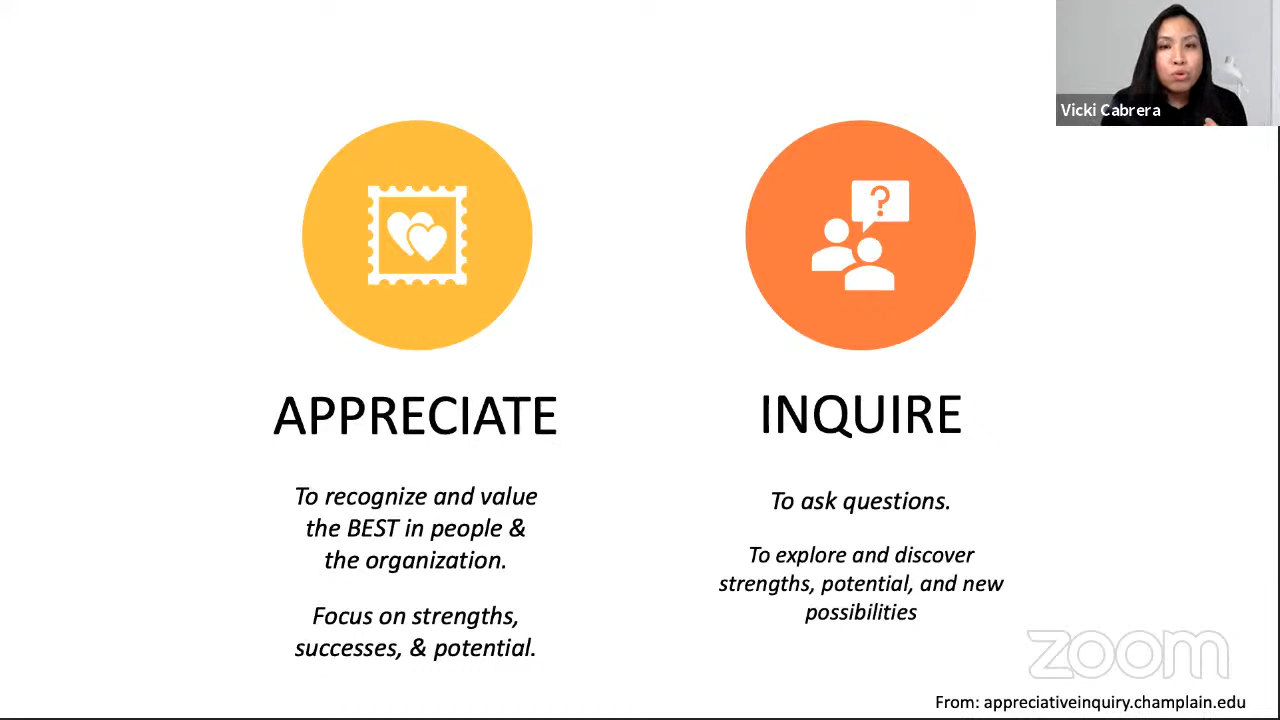 Vicki Cabrera
?
APPRECIATE
To recognize and value
the BEST in people &
the organization.
Focus on strengths,
successes, & potential.
INQUIRE
To ask questions.
To explore and discover
strengths, potential, and new
possibilities
zoom
From: appreciativeinquiry.champlain.edu